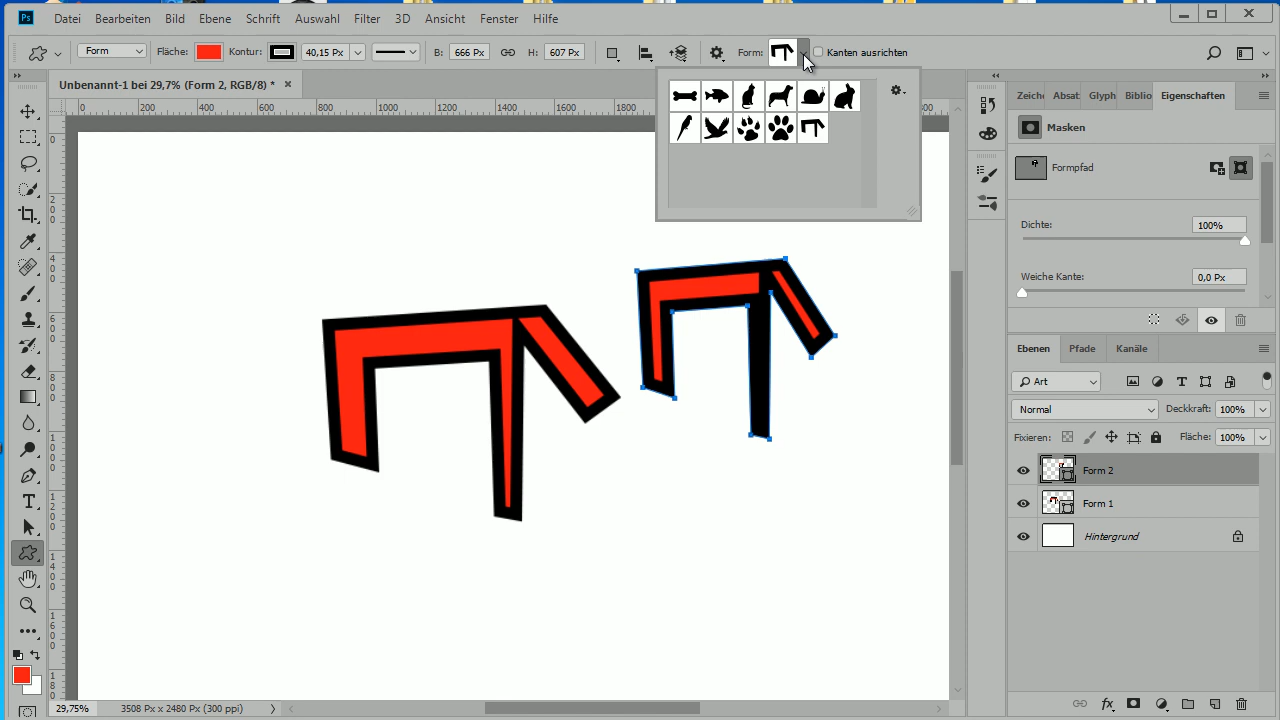 Ps Datei Bearbeiten Bild Ebene Schrift Auswahl Filter 3D Ansicht Fenster Hilfe
Form Fläche: Kontur: 40,15 Px B: 666 Px H: 607 Px Form: Kanten ausrichten
Unbenannt-1 bei 29,7% (Form 2, RGB/8) *
0 200 400 600 800 1000 1200 1400 1600 1800
Absat Glyph Biblio Eigenschaften
Masken
Formpfad
Dichte: 100%
Weiche Kante: 0,0 Px
Ebenen Pfade Kanäle
Art
Normal Deckkraft: 100%
Fixieren: Fläche: 100%
Form 2
Form 1
Hintergrund
fx
29,75% 3508 Px x 2480 Px (300 ppi)